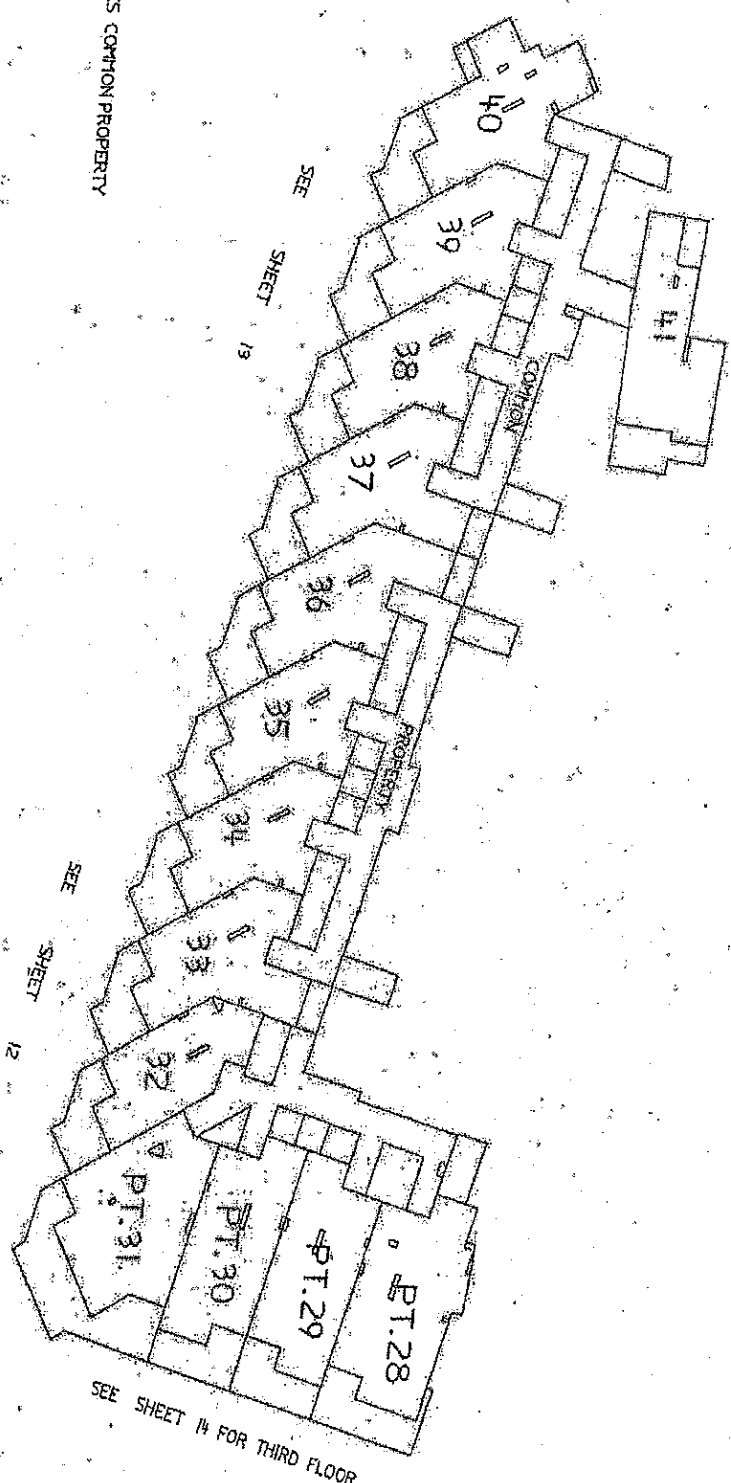 S COMMON PROPERTY
40
41
SEE SHEET 13
39
38
COMMON
37
36
35
PROPERTY
34
33
SEE SHEET 12
32
PT.31
PT.30
PT.29
PT.28
SEE SHEET 14 FOR THIRD FLOOR